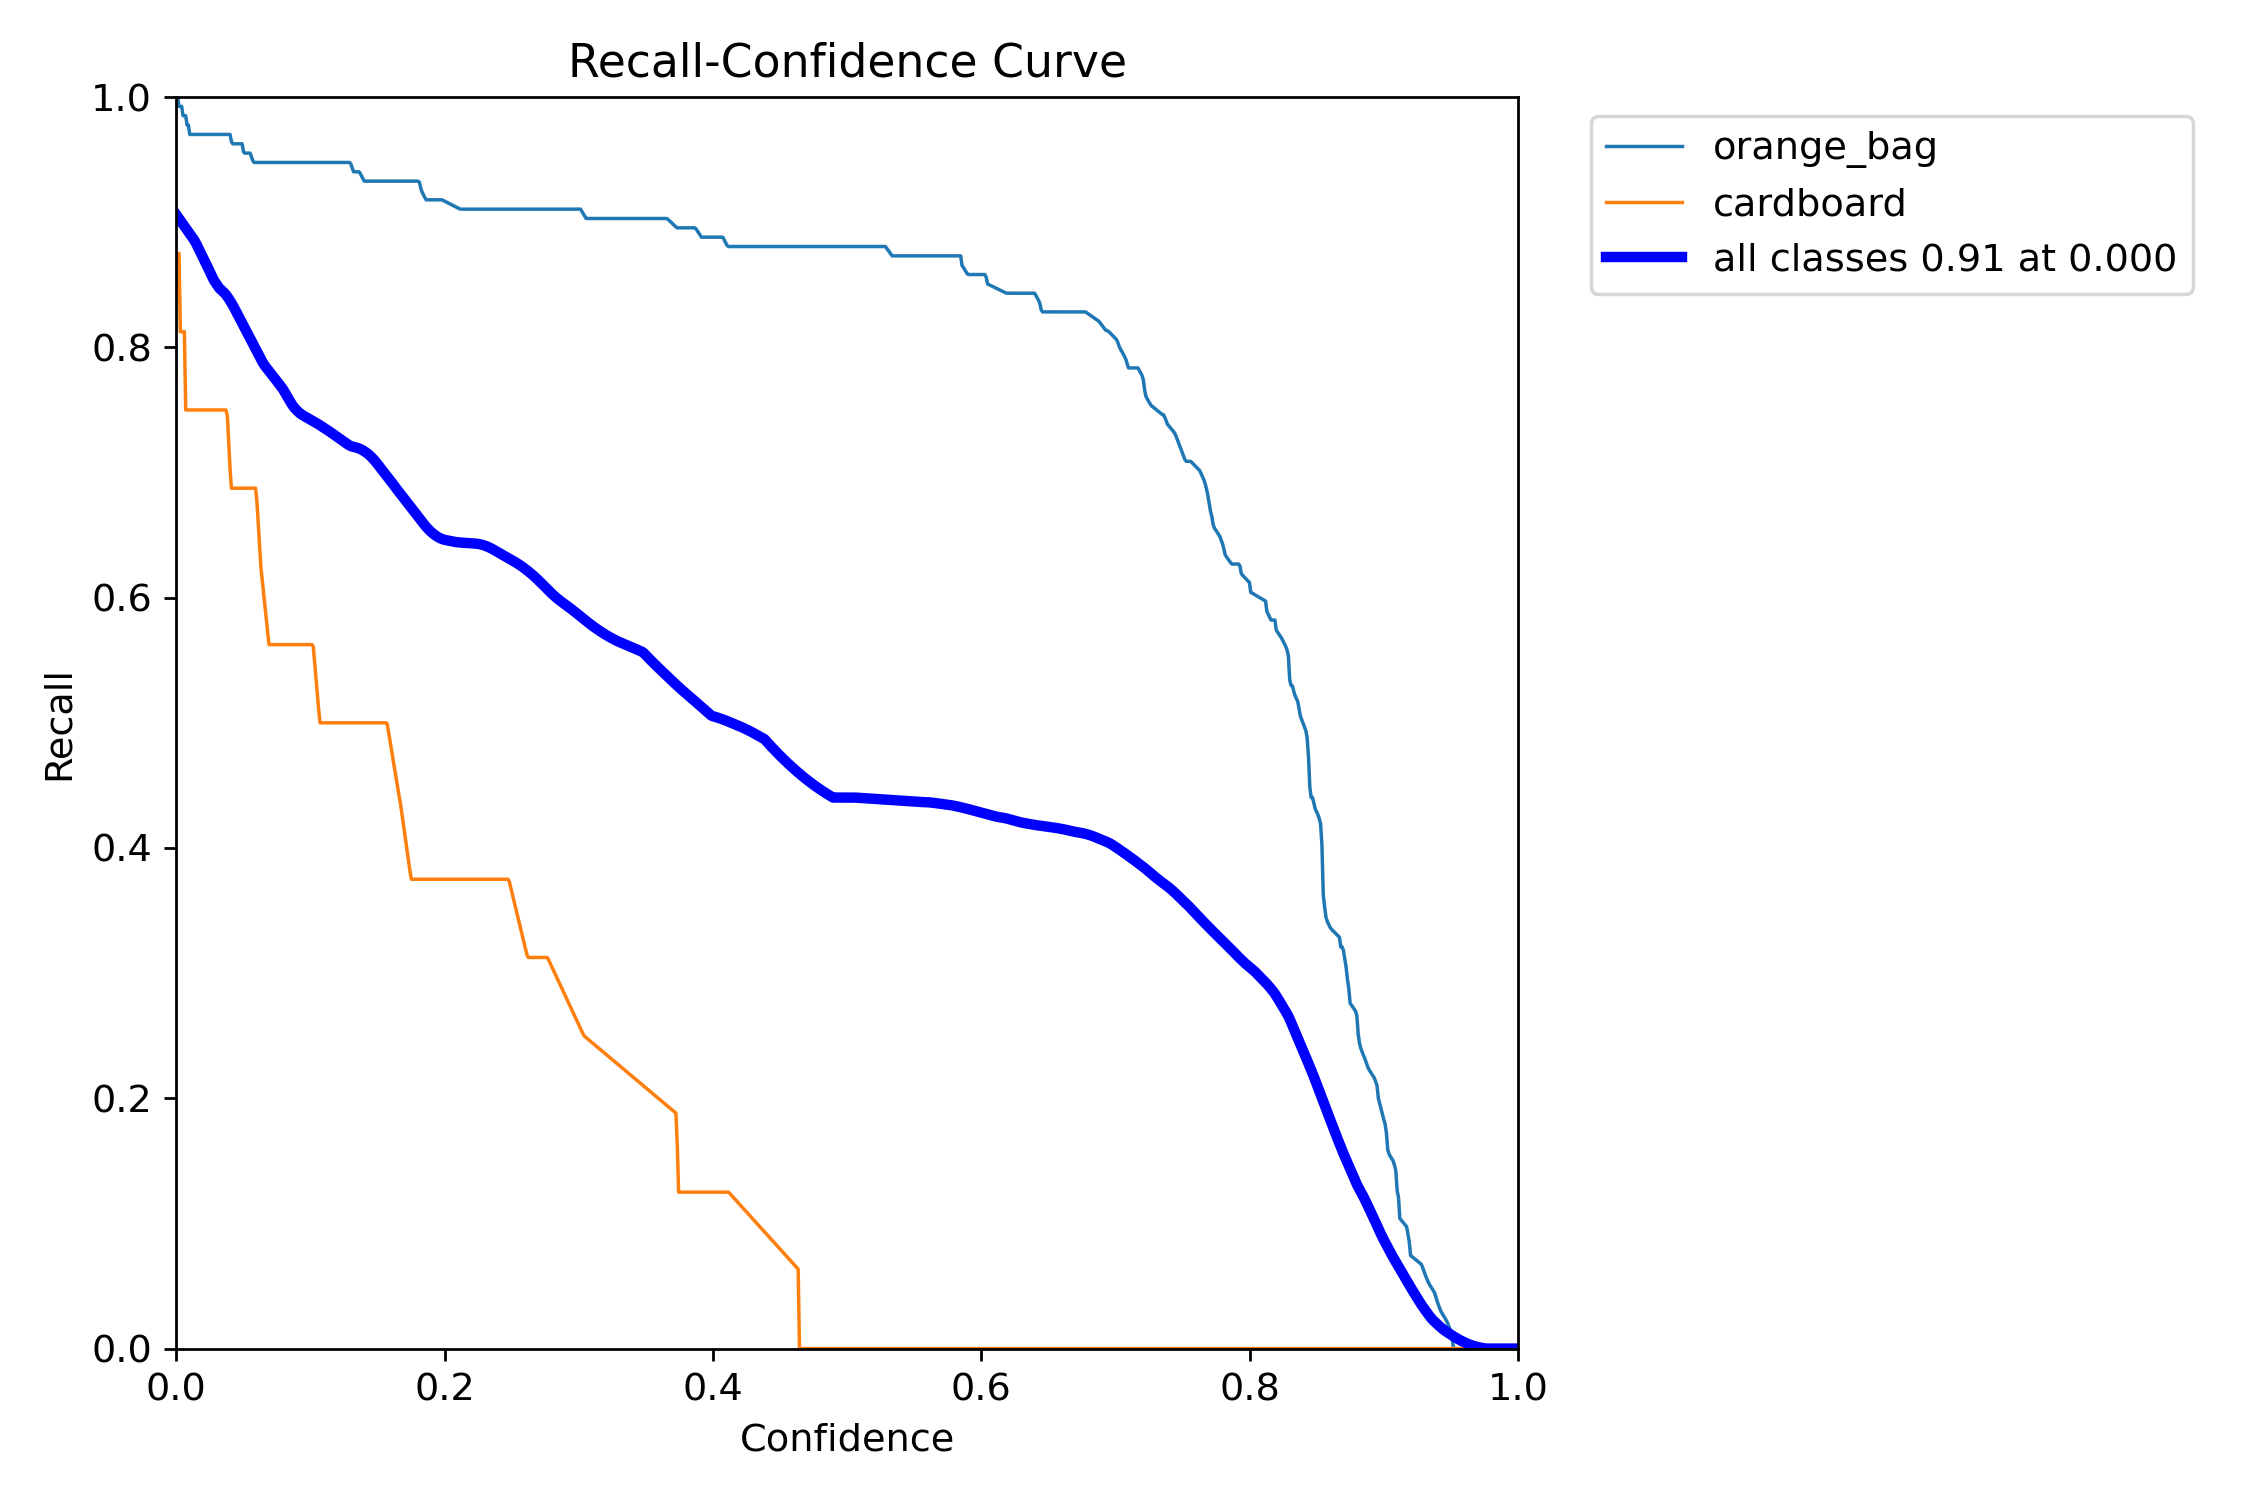 Recall-Confidence Curve
1.0
0.8
0.6
0.4
0.2
0.0
Recall
0.0 0.2 0.4 0.6 0.8 1.0
Confidence
orange_bag
cardboard
all classes 0.91 at 0.000